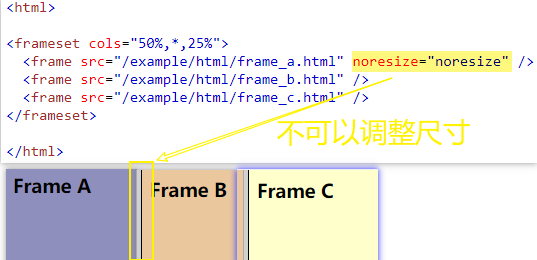 <html>
<frameset cols="50%,*,25%">
<frame src="/example/html/frame_a.html" noresize="noresize" />
<frame src="/example/html/frame_b.html" />
<frame src="/example/html/frame_c.html" />
</frameset>
不可以调整尺寸
</html>
Frame A Frame B Frame C